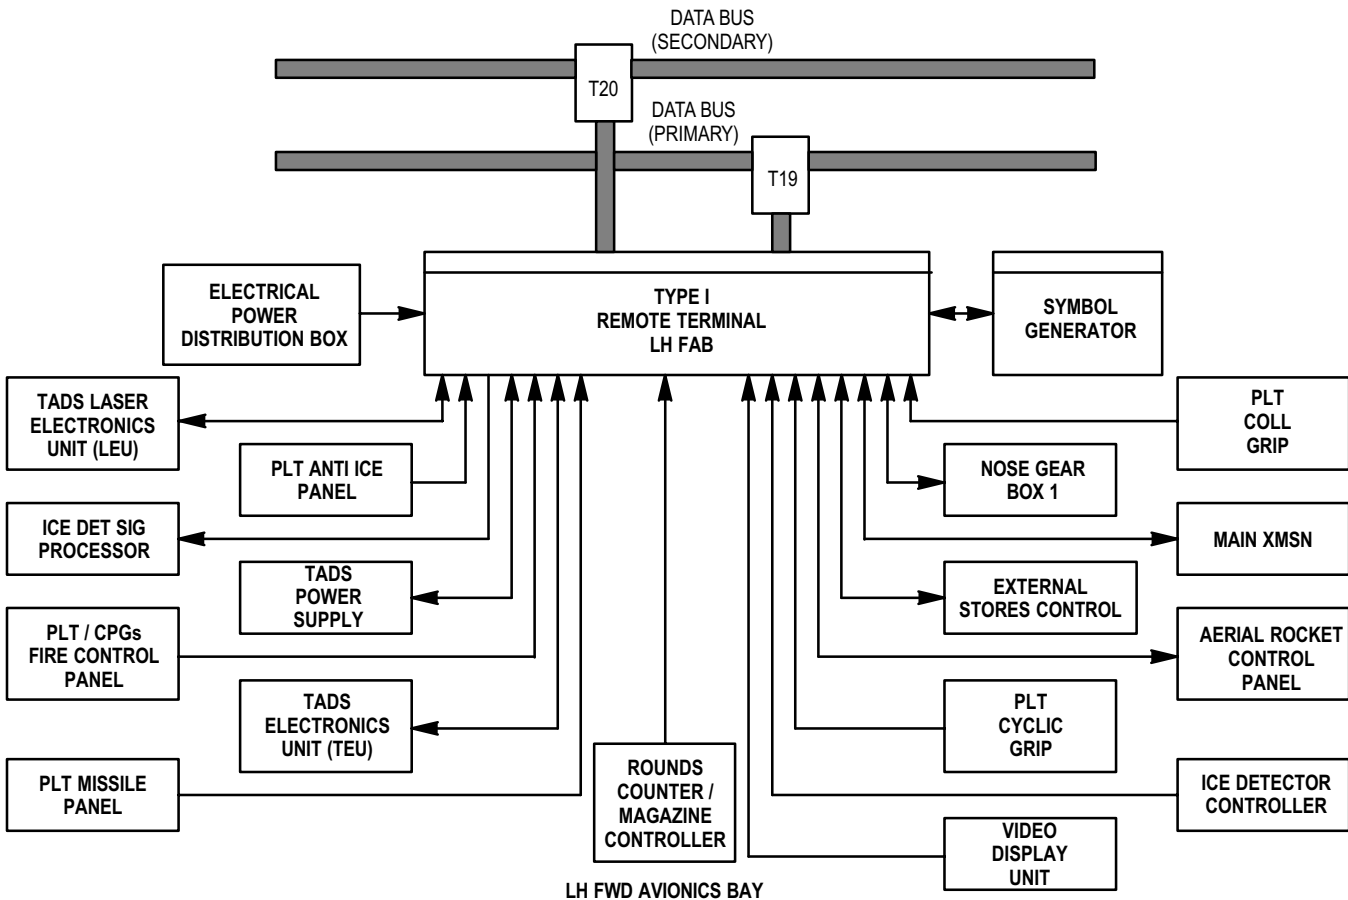 DATA BUS
(SECONDARY)
T20
DATA BUS
(PRIMARY)
T19
ELECTRICAL
POWER
DISTRIBUTION BOX
TYPE I
REMOTE TERMINAL
LH FAB
SYMBOL
GENERATOR
TADS LASER
ELECTRONICS
UNIT (LEU)
PLT ANTI ICE
PANEL
ICE DET SIG
PROCESSOR
TADS
POWER
SUPPLY
PLT / CPGs
FIRE CONTROL
PANEL
TADS
ELECTRONICS
UNIT (TEU)
PLT MISSILE
PANEL
ROUNDS
COUNTER /
MAGAZINE
CONTROLLER
PLT
COLL
GRIP
NOSE GEAR
BOX 1
MAIN XMSN
EXTERNAL
STORES CONTROL
AERIAL ROCKET
CONTROL
PANEL
PLT
CYCLIC
GRIP
ICE DETECTOR
CONTROLLER
VIDEO
DISPLAY
UNIT
LH FWD AVIONICS BAY